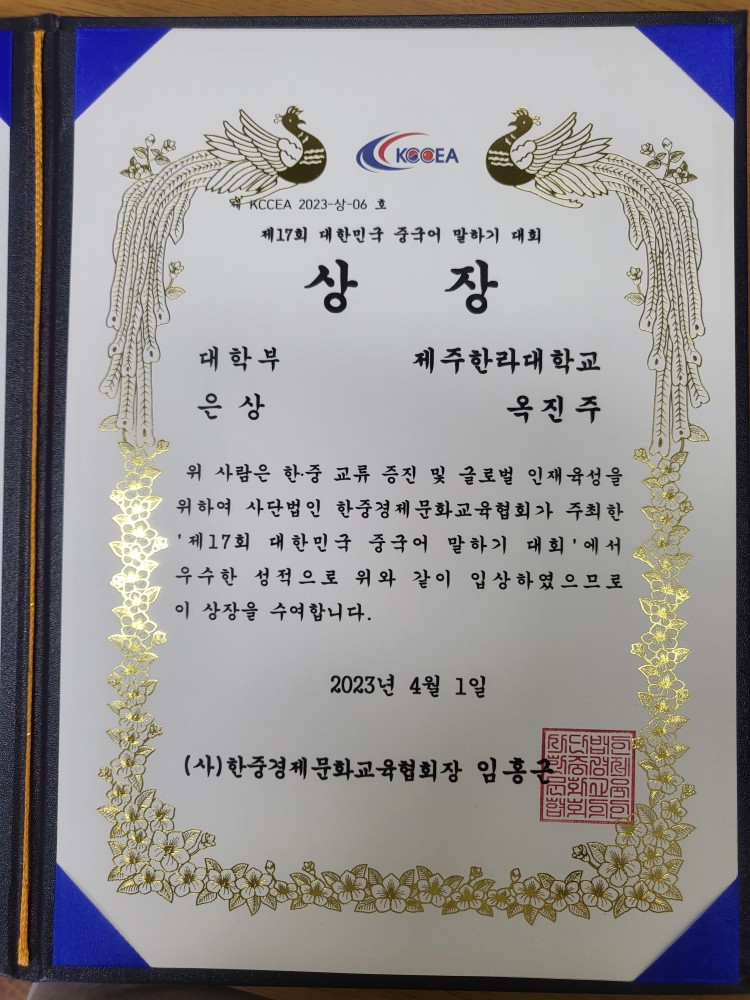 KCCEA
제 KCCEA 2023-상-06 호
제17회 대한민국 중국어 말하기 대회
상 장
대학부 제주한라대학교
은상 옥진주
위 사람은 한·중 교류 증진 및 글로벌 인재육성을
위하여 사단법인 한중경제문화교육협회가 주최한
'제17회 대한민국 중국어 말하기 대회'에서
우수한 성적으로 위와 같이 입상하였으므로
이 상장을 수여합니다.
2023년 4월 1일
(사)한중경제문화교육협회장 임흥근